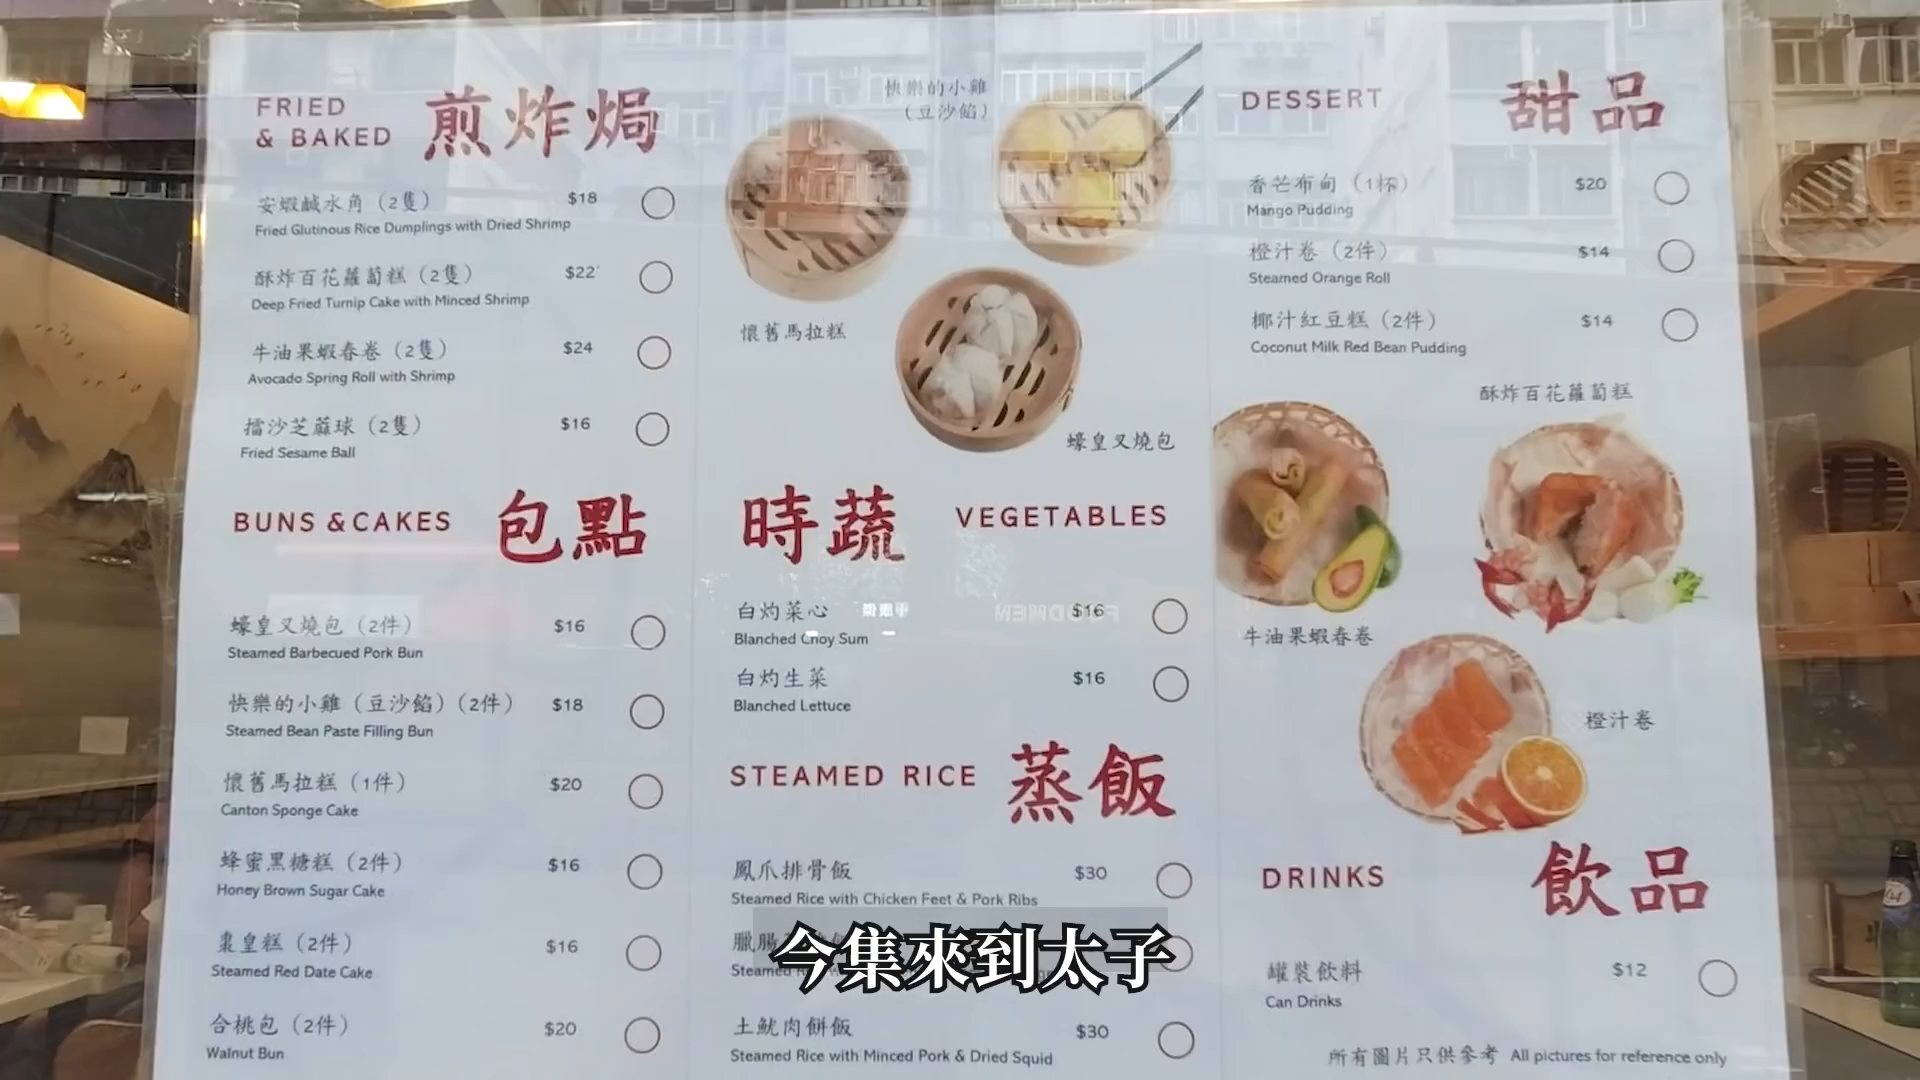 FRIED
& BAKED
煎炸焗
安蝦鹹水角（2隻） $18
Fried Glutinous Rice Dumplings with Dried Shrimp
酥炸百花蘿蔔糕（2隻） $22
Deep Fried Turnip Cake with Minced Shrimp
牛油果蝦春卷（2隻） $24
Avocado Spring Roll with Shrimp
擂沙芝蔴球（2隻） $16
Fried Sesame Ball
BUNS & CAKES 包點
蠔皇叉燒包（2件） $16
Steamed Barbecued Pork Bun
快樂的小雞（豆沙餡）（2件） $18
Steamed Bean Paste Filling Bun
懷舊馬拉糕（1件） $20
Canton Sponge Cake
蜂蜜黑糖糕（2件） $16
Honey Brown Sugar Cake
棗皇糕（2件） $16
Steamed Red Date Cake
合桃包（2件） $20
Walnut Bun
快樂的小雞
（豆沙餡）
懷舊馬拉糕
蠔皇叉燒包
時蔬 VEGETABLES
白灼菜心 $16
Blanched Choy Sum
白灼生菜 $16
Blanched Lettuce
STEAMED RICE 蒸飯
鳳爪排骨飯 $30
Steamed Rice with Chicken Feet & Pork Ribs
臘腸
Steamed
土魷肉餅飯 $30
Steamed Rice with Minced Pork & Dried Squid
DESSERT 甜品
香芒布甸（1杯） $20
Mango Pudding
橙汁卷（2件） $14
Steamed Orange Roll
椰汁紅豆糕（2件） $14
Coconut Milk Red Bean Pudding
酥炸百花蘿蔔糕
牛油果蝦春卷
橙汁卷
DRINKS 飲品
罐裝飲料 $12
Can Drinks
所有圖片只供參考 All pictures for reference only
今集來到太子